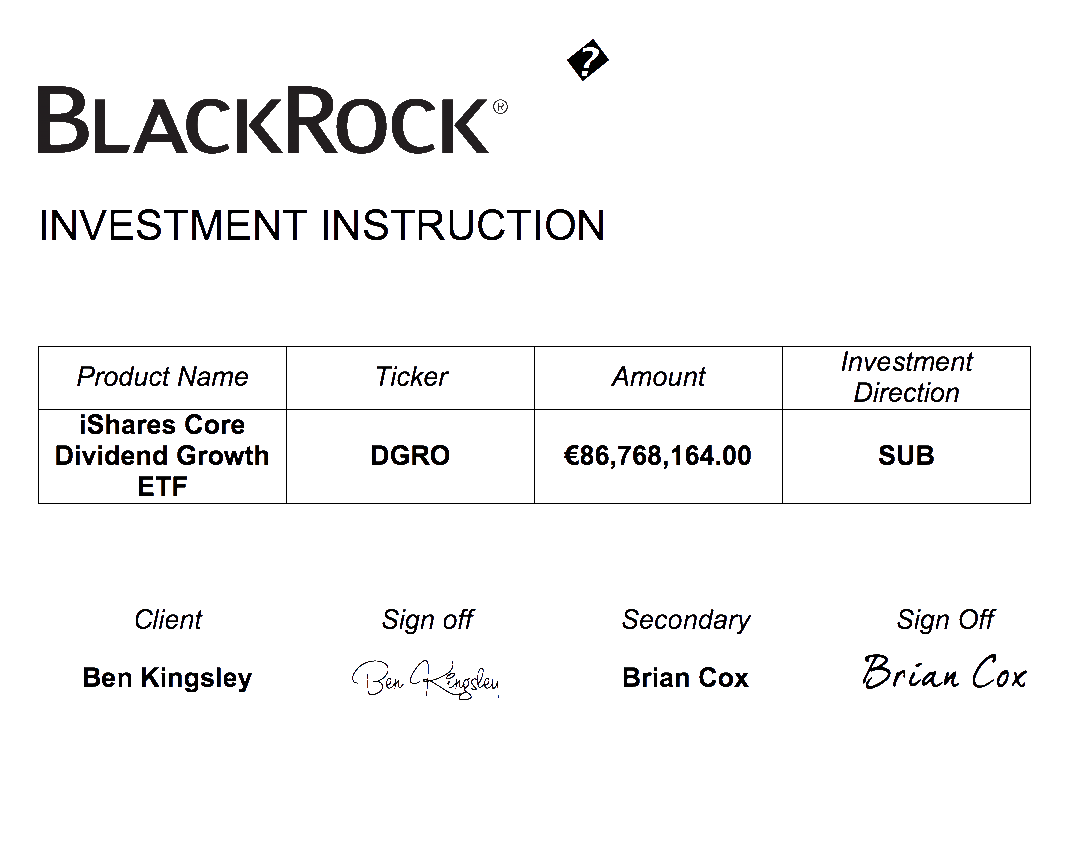 �
BLACKROCK®
INVESTMENT INSTRUCTION
Product Name Ticker Amount Investment Direction
iShares Core Dividend Growth ETF DGRO €86,768,164.00 SUB
Client Sign off Secondary Sign Off
Ben Kingsley Ben Kingsley Brian Cox Brian Cox